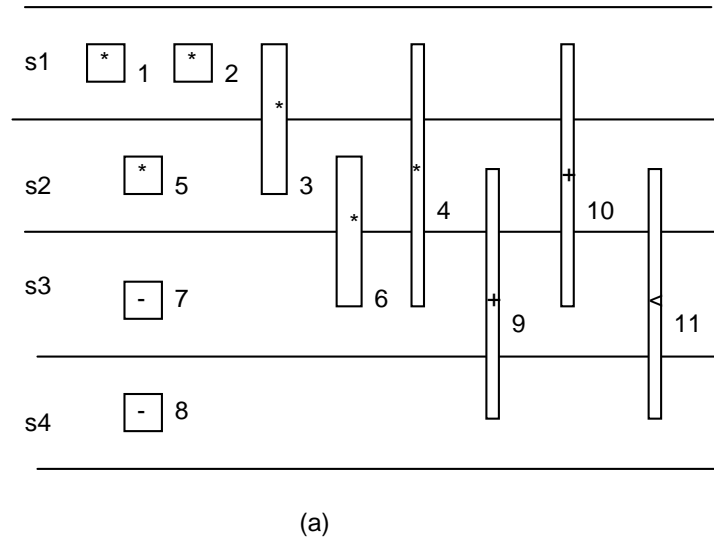 s1 * 1 * 2 * 3
s2 * 5 * 6 * 4 + 10
s3 - 7 + 9 < 11
s4 - 8
(a)